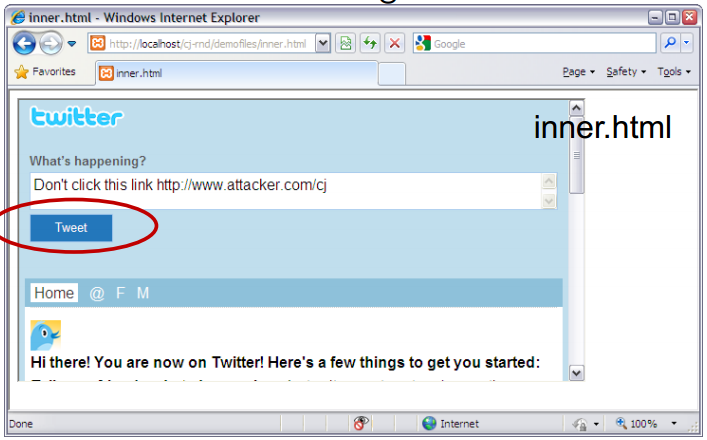 inner.html - Windows Internet Explorer
http://localhost/cj-rnd/demofiles/inner.html
Google
Favorites
inner.html
Page
Safety
Tools
twitter
inner.html
What's happening?
Don't click this link http://www.attacker.com/cj
Tweet
Home @ F M
Hi there! You are now on Twitter! Here's a few things to get you started:
Done
Internet
100%